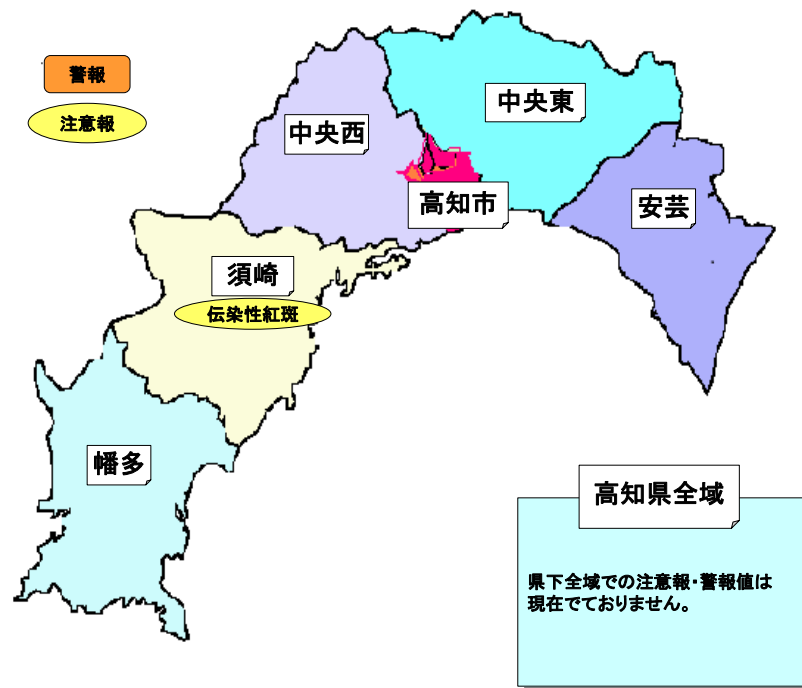 警報
注意報
中央東
中央西
高知市
安芸
須崎
伝染性紅斑
幡多
高知県全域
県下全域での注意報・警報値は
現在でておりません。